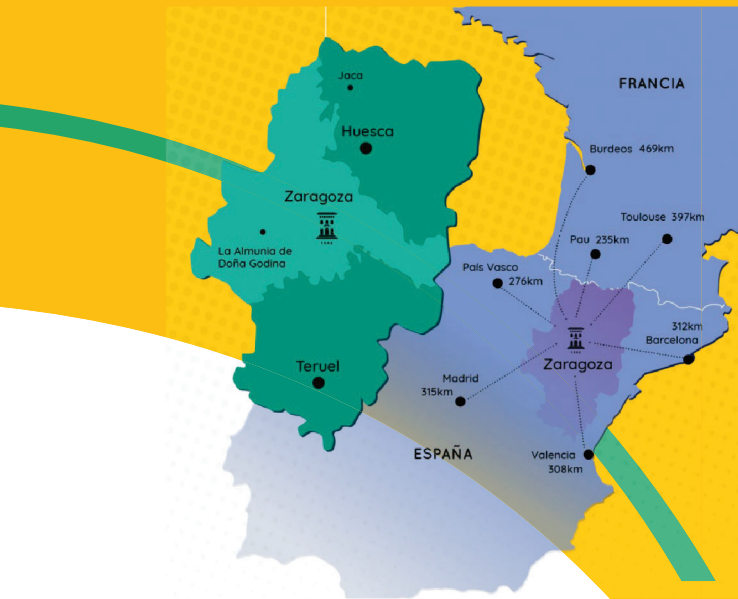 Jaca
Huesca
Zaragoza
La Almunia de
Doña Godina
Teruel
FRANCIA
Burdeos 469km
Toulouse 397km
Pau 235km
País Vasco
276km
312km
Barcelona
Zaragoza
Madrid
315km
ESPAÑA
Valencia
308km